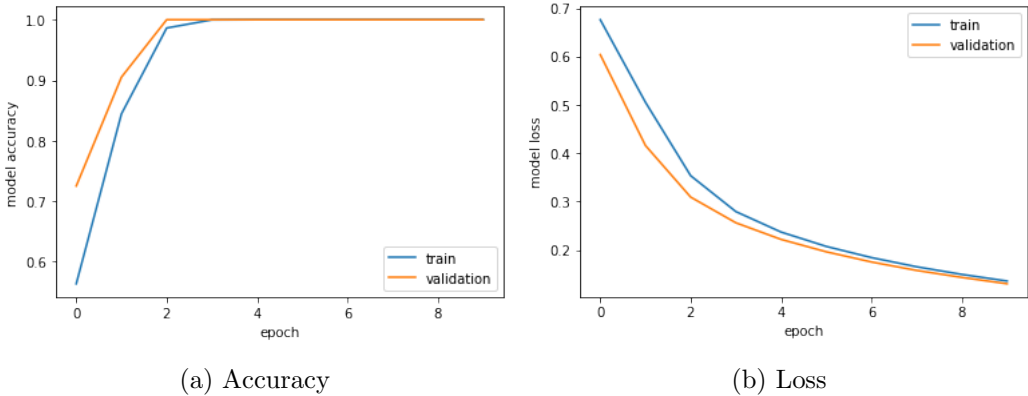 1.0
0.9
0.8
0.7
0.6
model accuracy
train
validation
0 2 4 6 8
epoch
(a) Accuracy
0.7
0.6
0.5
0.4
0.3
0.2
model loss
train
validation
0 2 4 6 8
epoch
(b) Loss